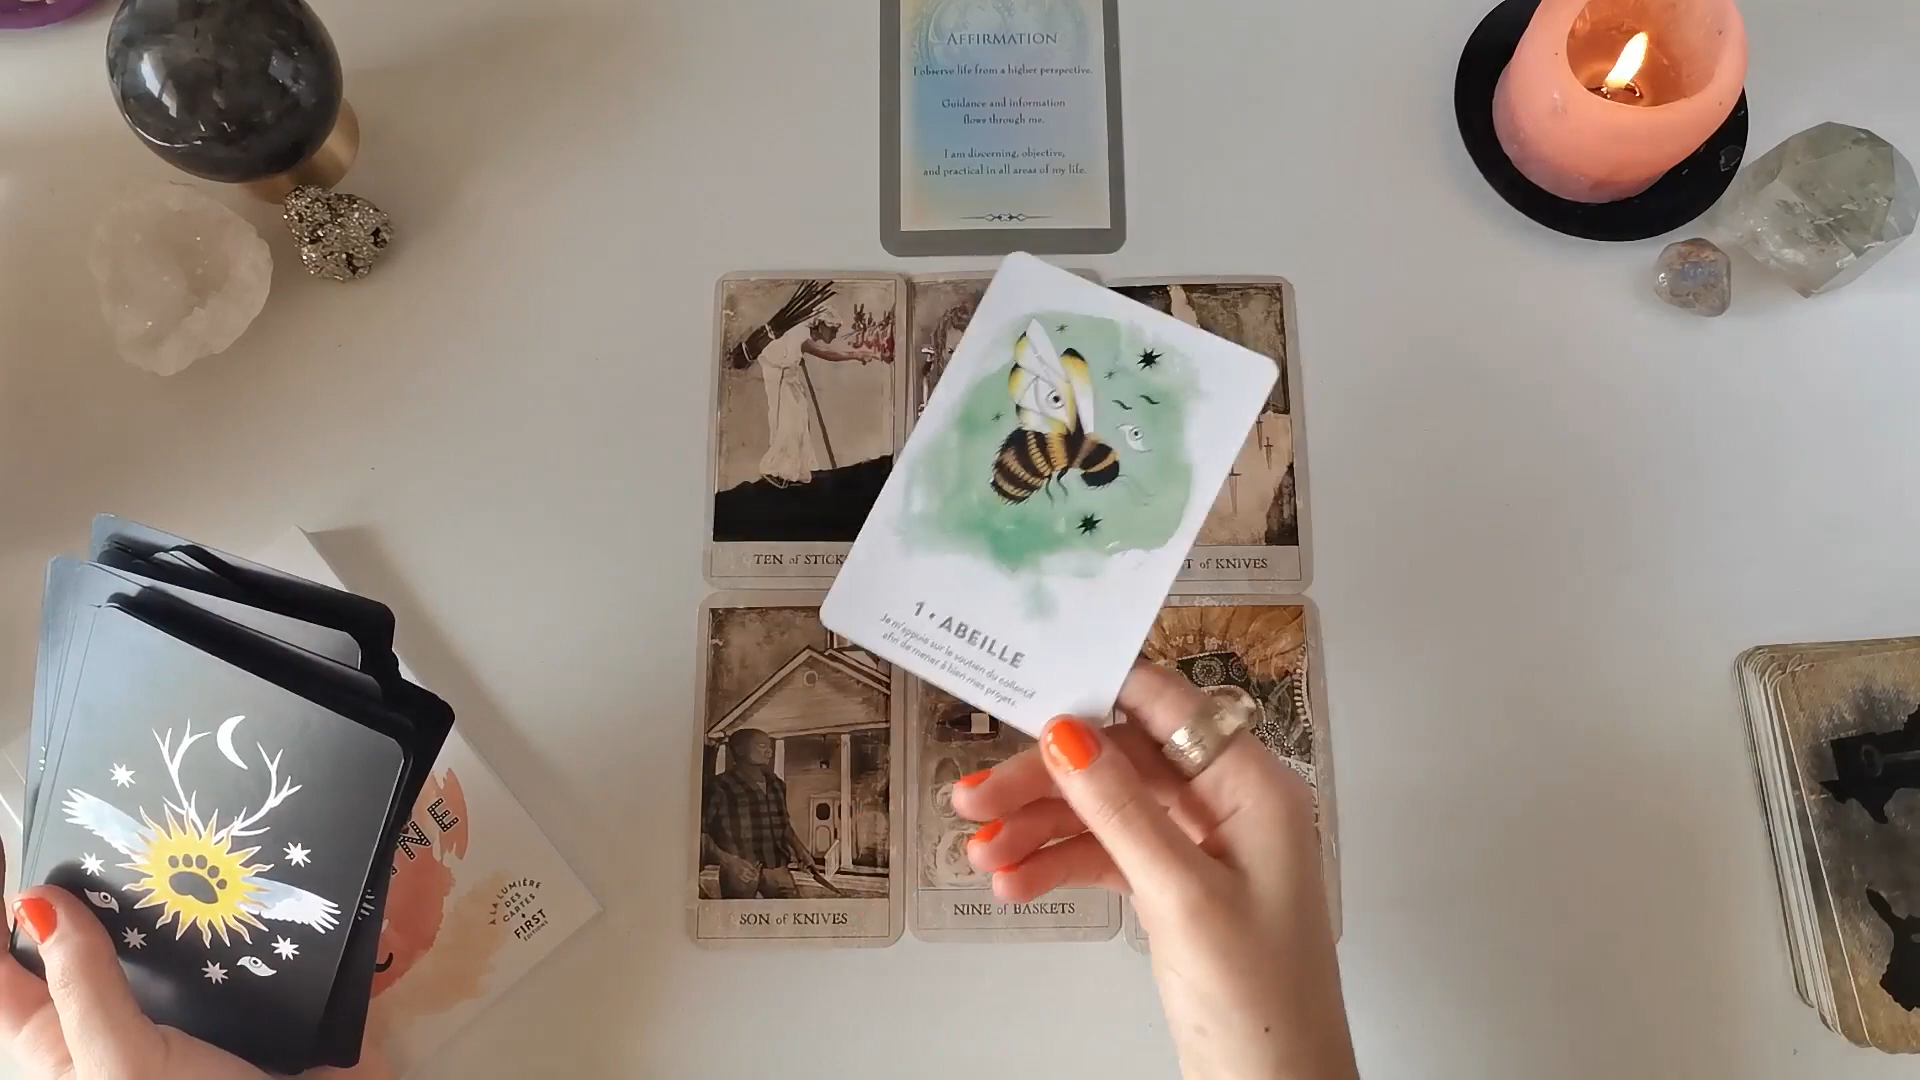 AFFIRMATION
I observe life from a higher perspective.
Guidance and information
flows through me.
I am discerning, objective,
and practical in all areas of my life.
TEN of STICK
T of KNIVES
1 • ABEILLE
Je m'appuie sur le soutien du collectif
afin de mener à bien mes projets.
SON of KNIVES
NINE of BASKETS
WE
À LA LUMIÈRE
DES
CARTES
FIRST
ÉDITIONS